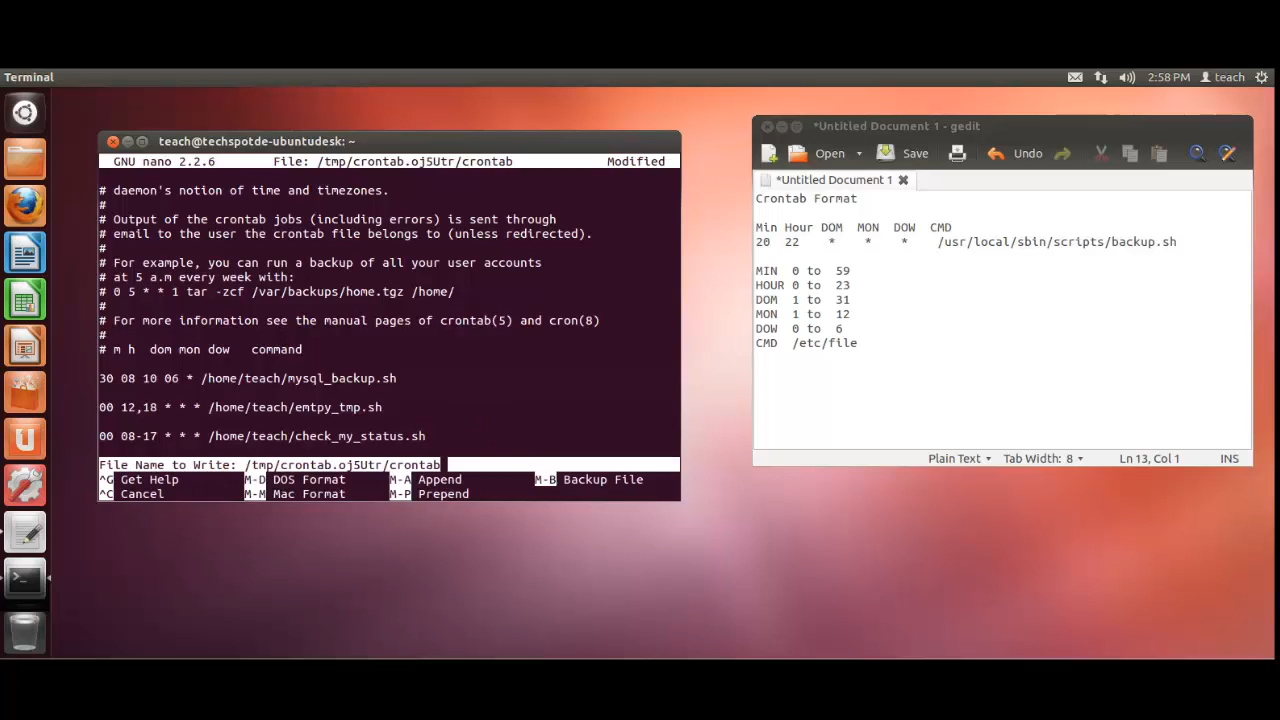 Terminal
2:58 PM teach
teach@techspotde-ubuntudesk: ~
GNU nano 2.2.6 File: /tmp/crontab.oj5Utr/crontab Modified
# daemon's notion of time and timezones.
#
# Output of the crontab jobs (including errors) is sent through
# email to the user the crontab file belongs to (unless redirected).
#
# For example, you can run a backup of all your user accounts
# at 5 a.m every week with:
# 0 5 * * 1 tar -zcf /var/backups/home.tgz /home/
#
# For more information see the manual pages of crontab(5) and cron(8)
#
# m h  dom mon dow   command
30 08 10 06 * /home/teach/mysql_backup.sh
00 12,18 * * * /home/teach/emtpy_tmp.sh
00 08-17 * * * /home/teach/check_my_status.sh
File Name to Write: /tmp/crontab.oj5Utr/crontab
^G Get Help M-D DOS Format M-A Append M-B Backup File
^C Cancel M-M Mac Format M-P Prepend
*Untitled Document 1 - gedit
Open Save Undo
*Untitled Document 1
Crontab Format
Min Hour DOM MON DOW CMD
20 22 * * * /usr/local/sbin/scripts/backup.sh
MIN 0 to 59
HOUR 0 to 23
DOM 1 to 31
MON 1 to 12
DOW 0 to 6
CMD /etc/file
Plain Text Tab Width: 8 Ln 13, Col 1 INS